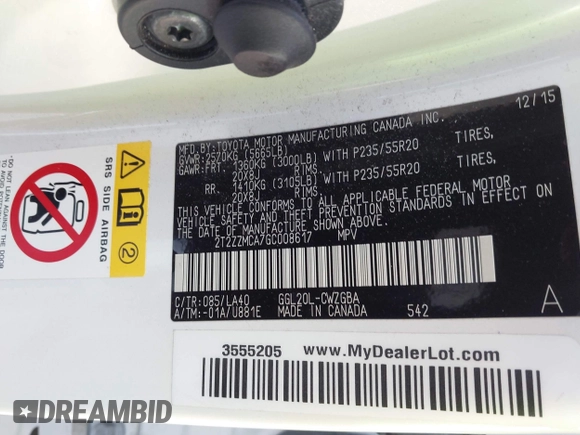 12/15
MFD.BY:TOYOTA MOTOR MANUFACTURING CANADA INC.
GVWR:2520KG (5565LB)
GAWR:FRT. 1360KG (3000LB) WITH P235/55R20 TIRES,
20X8J RIMS,
RR. 1410KG (3105LB) WITH P235/55R20 TIRES,
20X8J RIMS,
THIS VEHICLE CONFORMS TO ALL APPLICABLE FEDERAL MOTOR
VEHICLE SAFETY AND THEFT PREVENTION STANDARDS IN EFFECT ON
THE DATE OF MANUFACTURE SHOWN ABOVE.
2T2ZZMCA7GC008617 MPV
C/TR:085/LA40 GGL20L-CWZGBA
A/TM:-01A/U881E MADE IN CANADA 542
A
SRS SIDE AIRBAG
DO NOT LEAN AGAINST THE DOOR
3555205 www.MyDealerLot.com
DREAMBID